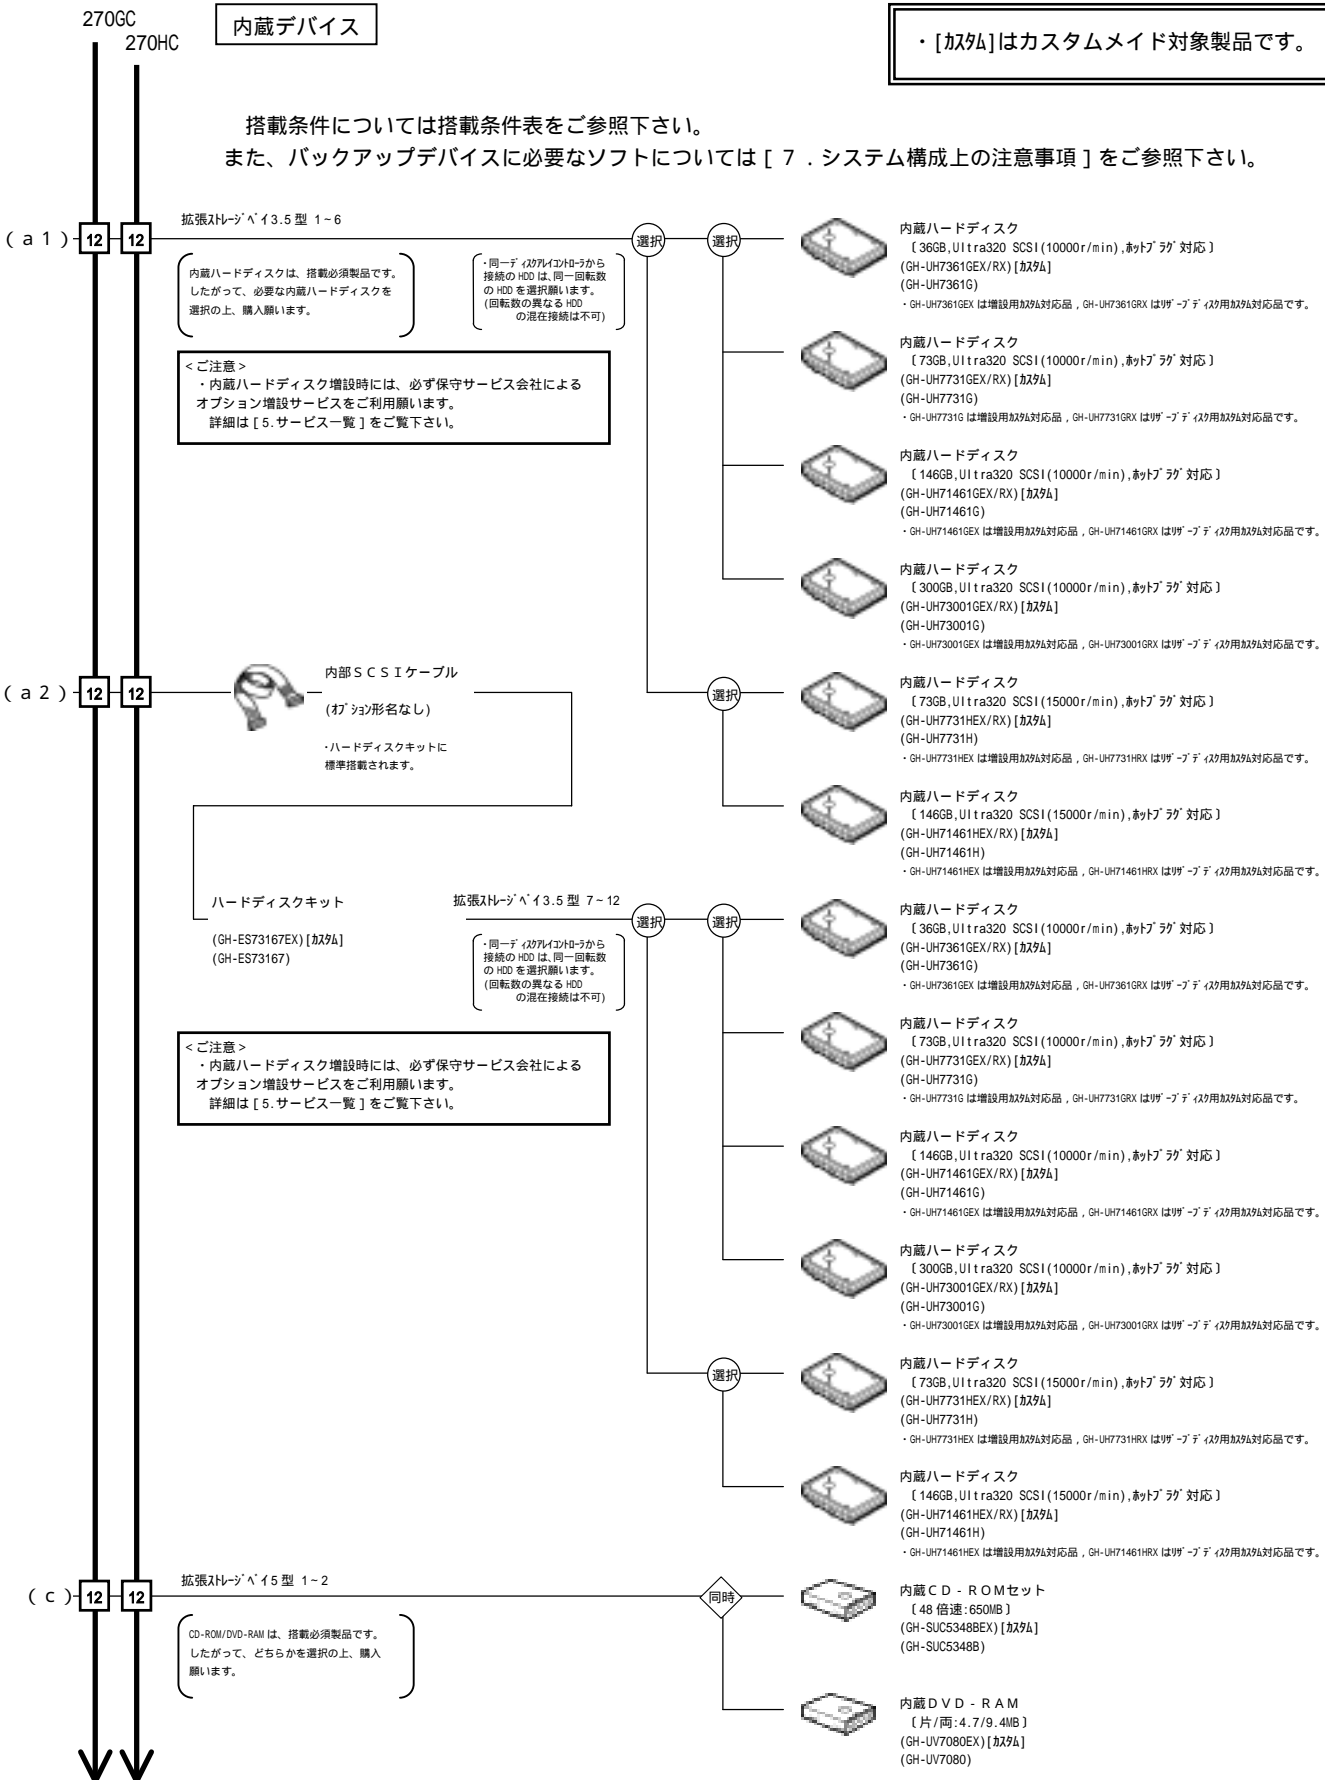 270GC
270HC
内蔵デバイス
・[ｶｽﾀﾑ]はカスタムメイド対象製品です。
搭載条件については搭載条件表をご参照下さい。
また、バックアップデバイスに必要なソフトについては[７．システム構成上の注意事項]をご参照下さい。
(ａ１)
12
12
拡張ｽﾄﾚｰｼﾞﾍﾞｲ3.5型 1~6
内蔵ハードディスクは、搭載必須製品です。
したがって、必要な内蔵ハードディスクを
選択の上、購入願います。
・同一ﾃﾞｨｽｸｱﾚｲｺﾝﾄﾛｰﾗから
接続の HDD は、同一回転数
の HDD を選択願います。
(回転数の異なる HDD
の混在接続は不可)
選択
選択
<ご注意>
・内蔵ハードディスク増設時には、必ず保守サービス会社による
オプション増設サービスをご利用願います。
詳細は[5.サービス一覧]をご覧下さい。
内蔵ハードディスク
〔36GB,Ultra320 SCSI(10000r/min),ﾎｯﾄﾌﾟﾗｸﾞ対応〕
(GH-UH7361GEX/RX)[ｶｽﾀﾑ]
(GH-UH7361G)
・GH-UH7361GEX は増設用ｶｽﾀﾑ対応品，GH-UH7361GRX はﾘｻﾞｰﾌﾞﾃﾞｨｽｸ用ｶｽﾀﾑ対応品です。
内蔵ハードディスク
〔73GB,Ultra320 SCSI(10000r/min),ﾎｯﾄﾌﾟﾗｸﾞ対応〕
(GH-UH7731GEX/RX)[ｶｽﾀﾑ]
(GH-UH7731G)
・GH-UH7731G は増設用ｶｽﾀﾑ対応品，GH-UH7731GRX はﾘｻﾞｰﾌﾞﾃﾞｨｽｸ用ｶｽﾀﾑ対応品です。
内蔵ハードディスク
〔146GB,Ultra320 SCSI(10000r/min),ﾎｯﾄﾌﾟﾗｸﾞ対応〕
(GH-UH71461GEX/RX)[ｶｽﾀﾑ]
(GH-UH71461G)
・GH-UH71461GEX は増設用ｶｽﾀﾑ対応品，GH-UH71461GRX はﾘｻﾞｰﾌﾞﾃﾞｨｽｸ用ｶｽﾀﾑ対応品です。
内蔵ハードディスク
〔300GB,Ultra320 SCSI(10000r/min),ﾎｯﾄﾌﾟﾗｸﾞ対応〕
(GH-UH73001GEX/RX)[ｶｽﾀﾑ]
(GH-UH73001G)
・GH-UH73001GEX は増設用ｶｽﾀﾑ対応品，GH-UH73001GRX はﾘｻﾞｰﾌﾞﾃﾞｨｽｸ用ｶｽﾀﾑ対応品です。
(ａ２)
12
12
内部ＳＣＳＩケーブル
(ｵﾌﾟｼｮﾝ形名なし)
・ハードディスクキットに
標準搭載されます。
選択
内蔵ハードディスク
〔73GB,Ultra320 SCSI(15000r/min),ﾎｯﾄﾌﾟﾗｸﾞ対応〕
(GH-UH7731HEX/RX)[ｶｽﾀﾑ]
(GH-UH7731H)
・GH-UH7731HEX は増設用ｶｽﾀﾑ対応品，GH-UH7731HRX はﾘｻﾞｰﾌﾞﾃﾞｨｽｸ用ｶｽﾀﾑ対応品です。
内蔵ハードディスク
〔146GB,Ultra320 SCSI(15000r/min),ﾎｯﾄﾌﾟﾗｸﾞ対応〕
(GH-UH71461HEX/RX)[ｶｽﾀﾑ]
(GH-UH71461H)
・GH-UH71461HEX は増設用ｶｽﾀﾑ対応品，GH-UH71461HRX はﾘｻﾞｰﾌﾞﾃﾞｨｽｸ用ｶｽﾀﾑ対応品です。
ハードディスクキット
(GH-ES73167EX)[ｶｽﾀﾑ]
(GH-ES73167)
拡張ｽﾄﾚｰｼﾞﾍﾞｲ3.5型 7~12
・同一ﾃﾞｨｽｸｱﾚｲｺﾝﾄﾛｰﾗから
接続の HDD は、同一回転数
の HDD を選択願います。
(回転数の異なる HDD
の混在接続は不可)
選択
選択
<ご注意>
・内蔵ハードディスク増設時には、必ず保守サービス会社による
オプション増設サービスをご利用願います。
詳細は[5.サービス一覧]をご覧下さい。
内蔵ハードディスク
〔36GB,Ultra320 SCSI(10000r/min),ﾎｯﾄﾌﾟﾗｸﾞ対応〕
(GH-UH7361GEX/RX)[ｶｽﾀﾑ]
(GH-UH7361G)
・GH-UH7361GEX は増設用ｶｽﾀﾑ対応品，GH-UH7361GRX はﾘｻﾞｰﾌﾞﾃﾞｨｽｸ用ｶｽﾀﾑ対応品です。
内蔵ハードディスク
〔73GB,Ultra320 SCSI(10000r/min),ﾎｯﾄﾌﾟﾗｸﾞ対応〕
(GH-UH7731GEX/RX)[ｶｽﾀﾑ]
(GH-UH7731G)
・GH-UH7731G は増設用ｶｽﾀﾑ対応品，GH-UH7731GRX はﾘｻﾞｰﾌﾞﾃﾞｨｽｸ用ｶｽﾀﾑ対応品です。
内蔵ハードディスク
〔146GB,Ultra320 SCSI(10000r/min),ﾎｯﾄﾌﾟﾗｸﾞ対応〕
(GH-UH71461GEX/RX)[ｶｽﾀﾑ]
(GH-UH71461G)
・GH-UH71461GEX は増設用ｶｽﾀﾑ対応品，GH-UH71461GRX はﾘｻﾞｰﾌﾞﾃﾞｨｽｸ用ｶｽﾀﾑ対応品です。
内蔵ハードディスク
〔300GB,Ultra320 SCSI(10000r/min),ﾎｯﾄﾌﾟﾗｸﾞ対応〕
(GH-UH73001GEX/RX)[ｶｽﾀﾑ]
(GH-UH73001G)
・GH-UH73001GEX は増設用ｶｽﾀﾑ対応品，GH-UH73001GRX はﾘｻﾞｰﾌﾞﾃﾞｨｽｸ用ｶｽﾀﾑ対応品です。
選択
内蔵ハードディスク
〔73GB,Ultra320 SCSI(15000r/min),ﾎｯﾄﾌﾟﾗｸﾞ対応〕
(GH-UH7731HEX/RX)[ｶｽﾀﾑ]
(GH-UH7731H)
・GH-UH7731HEX は増設用ｶｽﾀﾑ対応品，GH-UH7731HRX はﾘｻﾞｰﾌﾞﾃﾞｨｽｸ用ｶｽﾀﾑ対応品です。
内蔵ハードディスク
〔146GB,Ultra320 SCSI(15000r/min),ﾎｯﾄﾌﾟﾗｸﾞ対応〕
(GH-UH71461HEX/RX)[ｶｽﾀﾑ]
(GH-UH71461H)
・GH-UH71461HEX は増設用ｶｽﾀﾑ対応品，GH-UH71461HRX はﾘｻﾞｰﾌﾞﾃﾞｨｽｸ用ｶｽﾀﾑ対応品です。
(ｃ)
12
12
拡張ｽﾄﾚｰｼﾞﾍﾞｲ5型 1~2
CD-ROM/DVD-RAM は、搭載必須製品です。
したがって、どちらかを選択の上、購入
願います。
同時
内蔵ＣＤ－ＲＯＭセット
〔48倍速:650MB〕
(GH-SUC5348BEX)[ｶｽﾀﾑ]
(GH-SUC5348B)
内蔵ＤＶＤ－ＲＡＭ
〔片/両:4.7/9.4MB〕
(GH-UV7080EX)[ｶｽﾀﾑ]
(GH-UV7080)